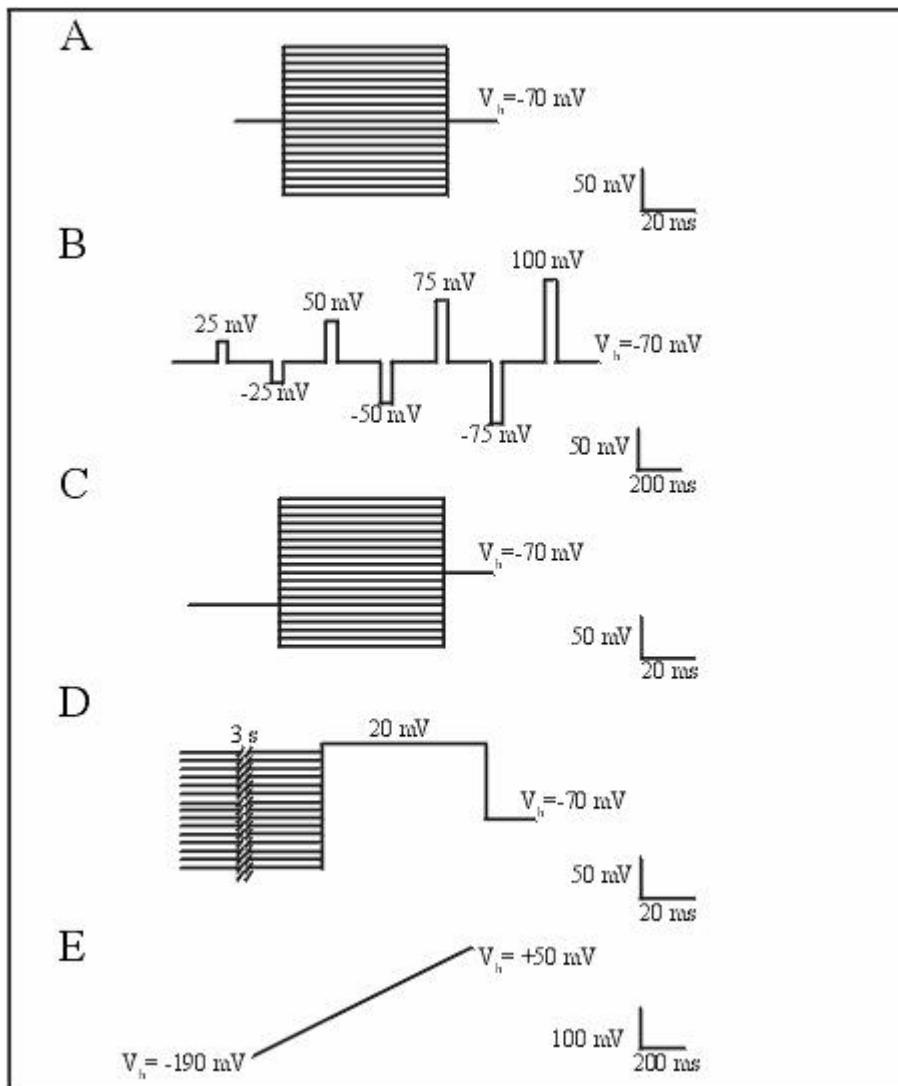 A
Vh=-70 mV
50 mV
20 ms
B
100 mV
75 mV
50 mV
25 mV
Vh=-70 mV
-25 mV
-50 mV
-75 mV
50 mV
200 ms
C
Vh=-70 mV
50 mV
20 ms
D
3 s
20 mV
Vh=-70 mV
50 mV
20 ms
E
Vh= +50 mV
Vh= -190 mV
100 mV
200 ms